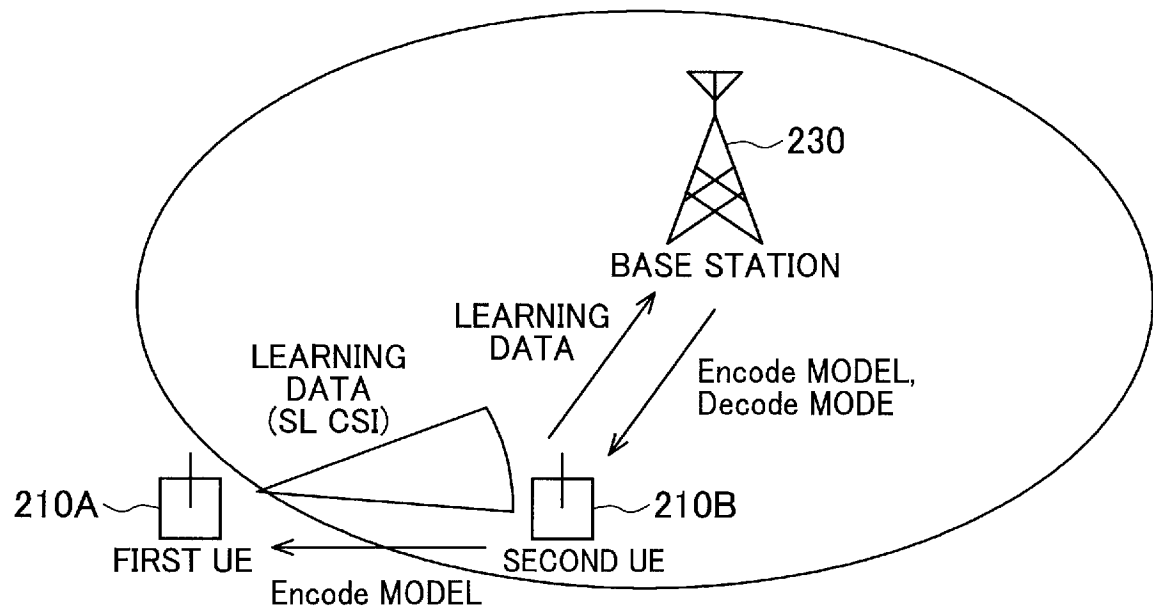 230
BASE STATION
LEARNING
DATA
Encode MODEL,
Decode MODE
LEARNING
DATA
(SL CSI)
210A
FIRST UE
210B
SECOND UE
Encode MODEL